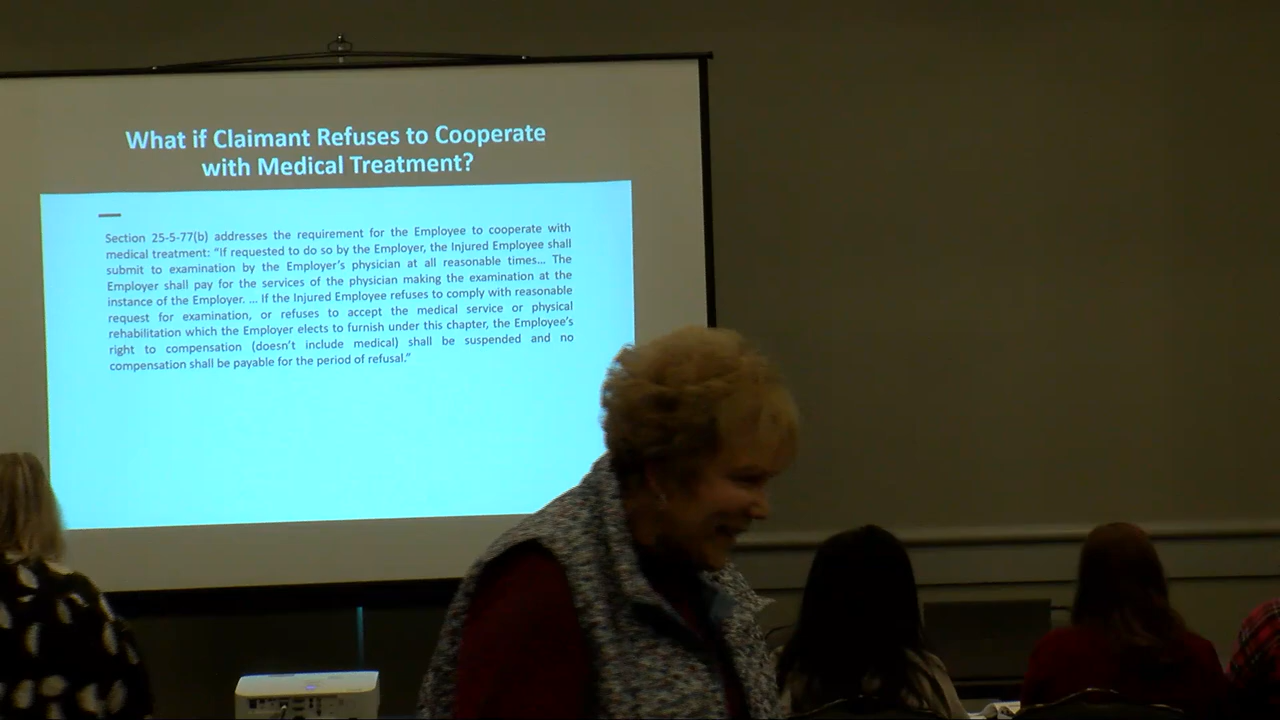 What if Claimant Refuses to Cooperate
with Medical Treatment?
Section 25-5-77(b) addresses the requirement for the Employee to cooperate with
medical treatment: “If requested to do so by the Employer, the Injured Employee shall
submit to examination by the Employer’s physician at all reasonable times... The
Employer shall pay for the services of the physician making the examination at the
instance of the Employer. ... If the Injured Employee refuses to comply with reasonable
request for examination, or refuses to accept the medical service or physical
rehabilitation which the Employer elects to furnish under this chapter, the Employee’s
right to compensation (doesn’t include medical) shall be suspended and no
compensation shall be payable for the period of refusal.”